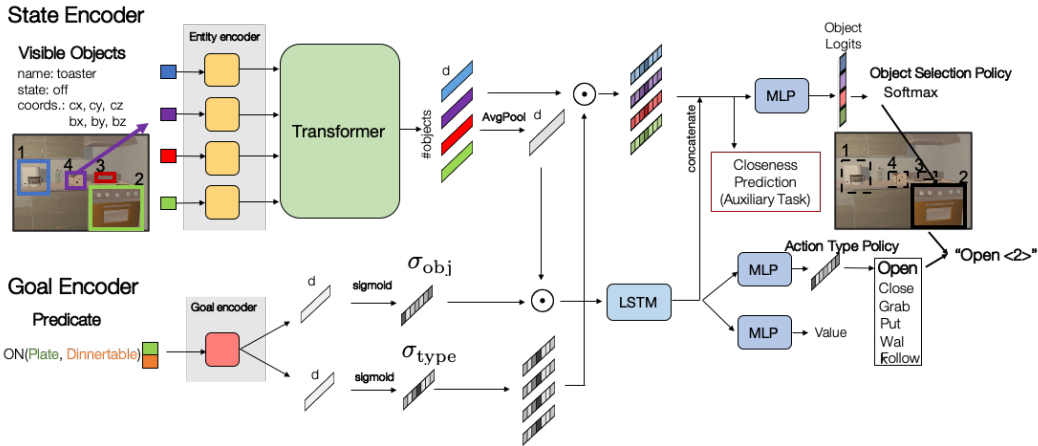 State Encoder
Visible Objects
name: toaster
state: off
coords.: cx, cy, cz
bx, by, bz
1
4
3
2
Entity encoder
Transformer
#objects
d
AvgPool
d
concatenate
MLP
Object
Logits
Object Selection Policy
Softmax
1
4
3
2
Closeness
Prediction
(Auxiliary Task)
Goal Encoder
Predicate
ON(Plate, Dinnertable)
Goal encoder
d
sigmoid
σobj
d
sigmoid
σtype
LSTM
Action Type Policy
MLP
MLP
Value
Open
Close
Grab
Put
Wal
Follow
“Open <2>”